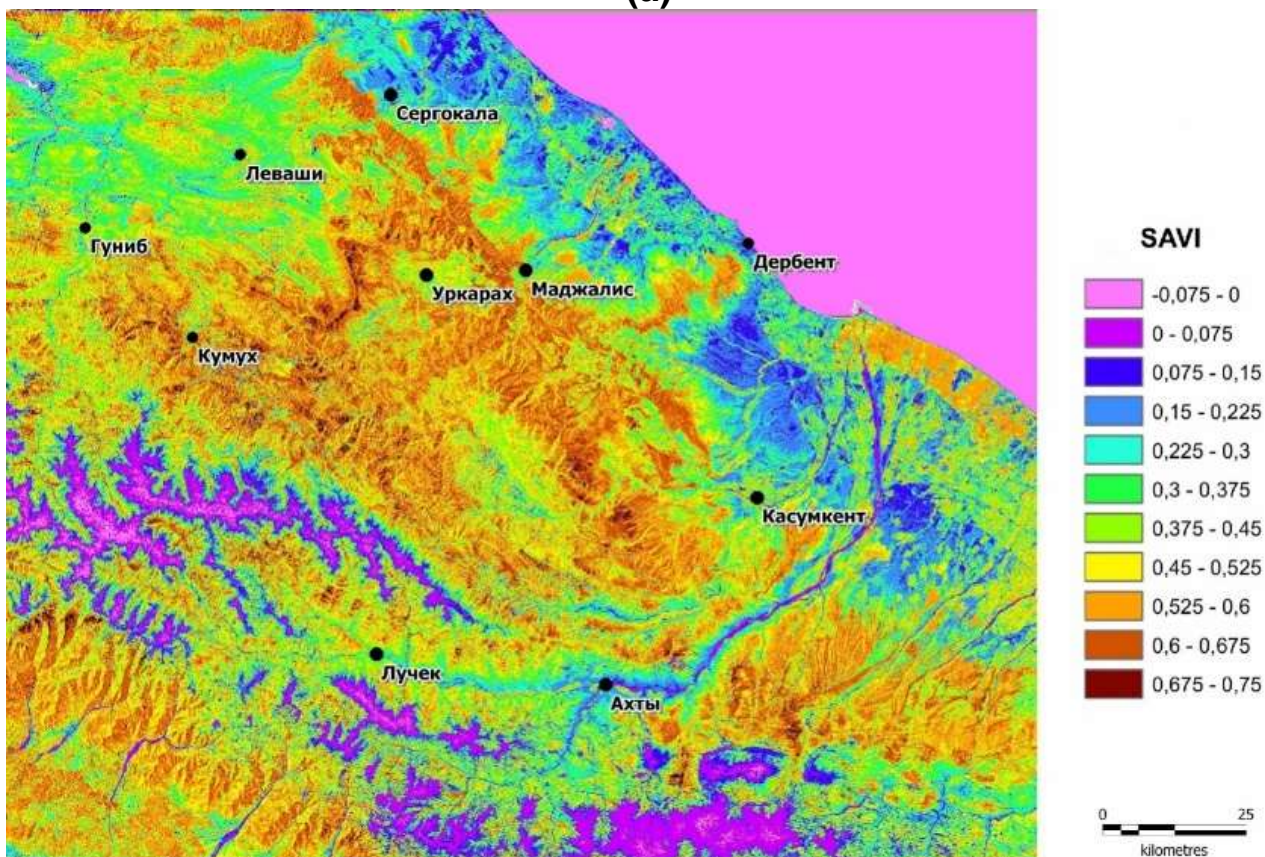 (a)
Сергокала
Леваши
Гуниб
Дербент
Уркарах
Маджалис
Кумух
Касумкент
Лучек
Ахты
SAVI
-0,075 - 0
0 - 0,075
0,075 - 0,15
0,15 - 0,225
0,225 - 0,3
0,3 - 0,375
0,375 - 0,45
0,45 - 0,525
0,525 - 0,6
0,6 - 0,675
0,675 - 0,75
0 25
kilometres